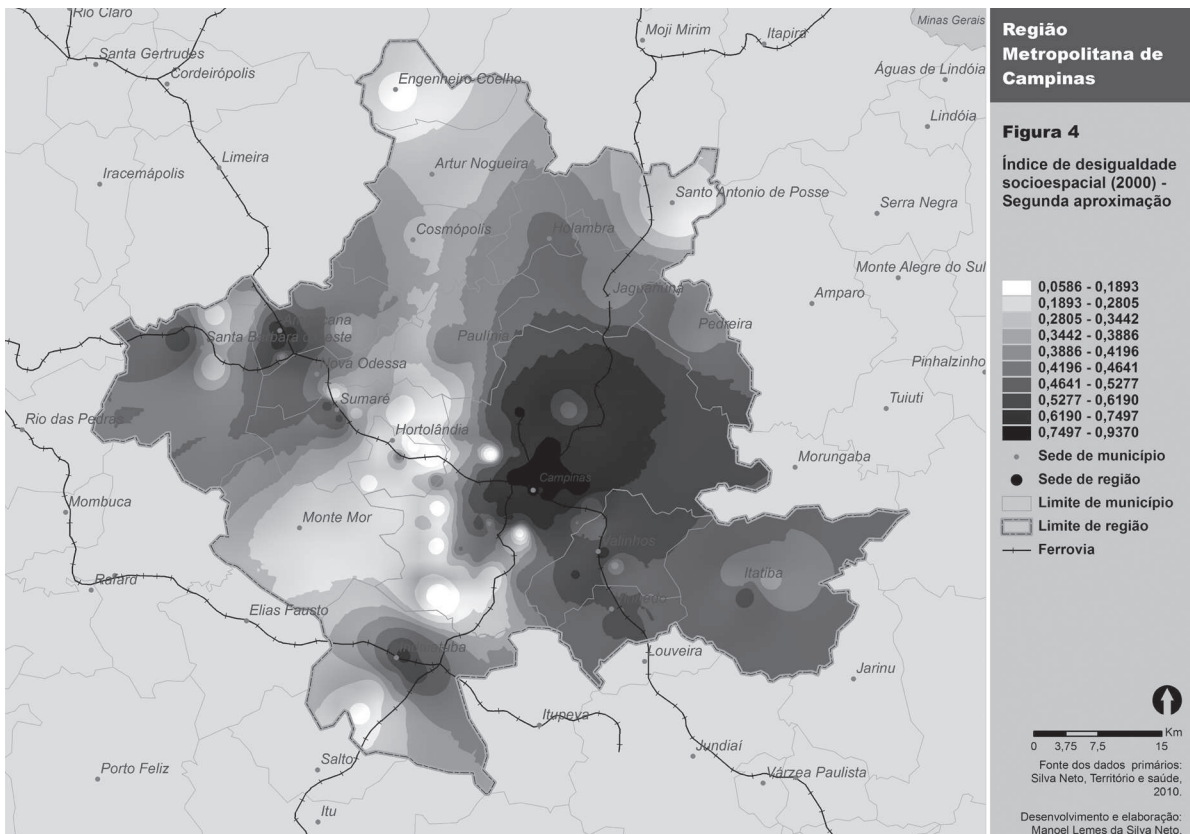 Rio Claro
Santa Gertrudes
Cordeirópolis
Iracemápolis
Limeira
Engenheiro Coelho
Artur Nogueira
Cosmópolis
Holambra
Moji Mirim
Itapira
Minas Gerais
Águas de Lindóia
Lindóia
Santo Antonio de Posse
Serra Negra
Monte Alegre do Sul
Amparo
Jaguariúna
Pedreira
Pinhalzinho
Tuiuti
Morungaba
Paulínia
Nova Odessa
Sumaré
Hortolândia
Rio das Pedras
Mombuca
Monte Mor
Campinas
Rafard
Elias Fausto
Itatiba
Louveira
Jarinu
Itupeva
Jundiaí
Várzea Paulista
Salto
Itu
Porto Feliz
Região
Metropolitana de
Campinas
Figura 4
Índice de desigualdade
socioespacial (2000) -
Segunda aproximação
0,0586 - 0,1893
0,1893 - 0,2805
0,2805 - 0,3442
0,3442 - 0,3886
0,3886 - 0,4196
0,4196 - 0,4641
0,4641 - 0,5277
0,5277 - 0,6190
0,6190 - 0,7497
0,7497 - 0,9370
Sede de município
Sede de região
Limite de município
Limite de região
Ferrovia
Km
0 3,75 7,5 15
Fonte dos dados primários:
Silva Neto, Território e saúde,
2010.
Desenvolvimento e elaboração:
Manoel Lemes da Silva Neto.